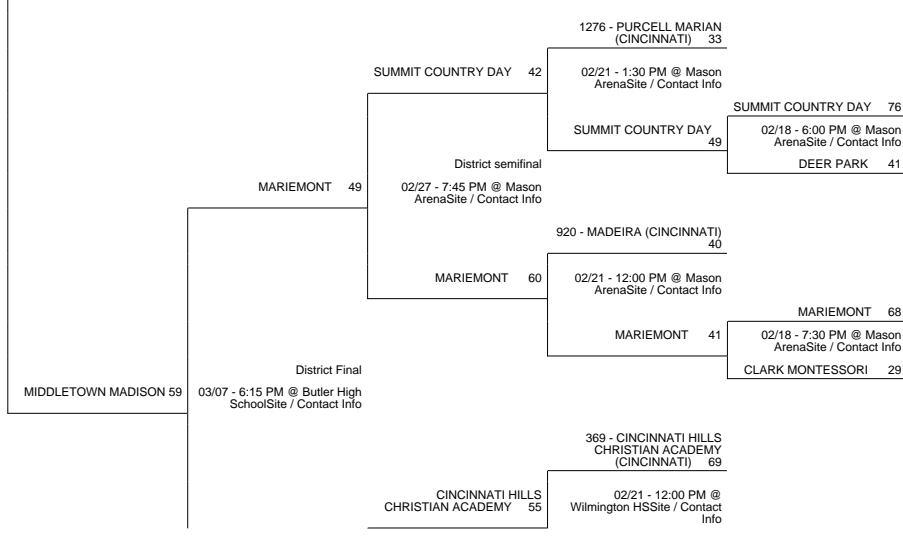 1276 - PURCELL MARIAN
(CINCINNATI) 33
SUMMIT COUNTRY DAY 42
02/21 - 1:30 PM @ Mason
ArenaSite / Contact Info
SUMMIT COUNTRY DAY 76
SUMMIT COUNTRY DAY
49
02/18 - 6:00 PM @ Mason
ArenaSite / Contact Info
DEER PARK 41
District semifinal
MARIEMONT 49
02/27 - 7:45 PM @ Mason
ArenaSite / Contact Info
920 - MADEIRA (CINCINNATI)
40
MARIEMONT 60
02/21 - 12:00 PM @ Mason
ArenaSite / Contact Info
MARIEMONT 68
MARIEMONT 41
02/18 - 7:30 PM @ Mason
ArenaSite / Contact Info
CLARK MONTESSORI 29
District Final
MIDDLETOWN MADISON 59
03/07 - 6:15 PM @ Butler High
SchoolSite / Contact Info
369 - CINCINNATI HILLS
CHRISTIAN ACADEMY
(CINCINNATI) 69
CINCINNATI HILLS
CHRISTIAN ACADEMY 55
02/21 - 12:00 PM @
Wilmington HSSite / Contact
Info